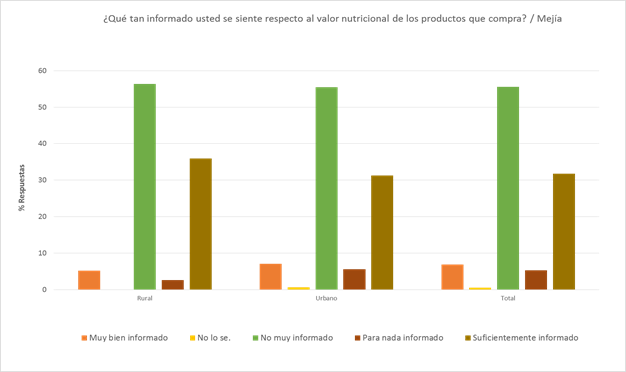 ¿Qué tan informado usted se siente respecto al valor nutricional de los productos que compra? / Mejía
60
50
40
30
20
10
0
% Respuestas
Rural
Urbano
Total
Muy bien informado
No lo se.
No muy informado
Para nada informado
Suficientemente informado